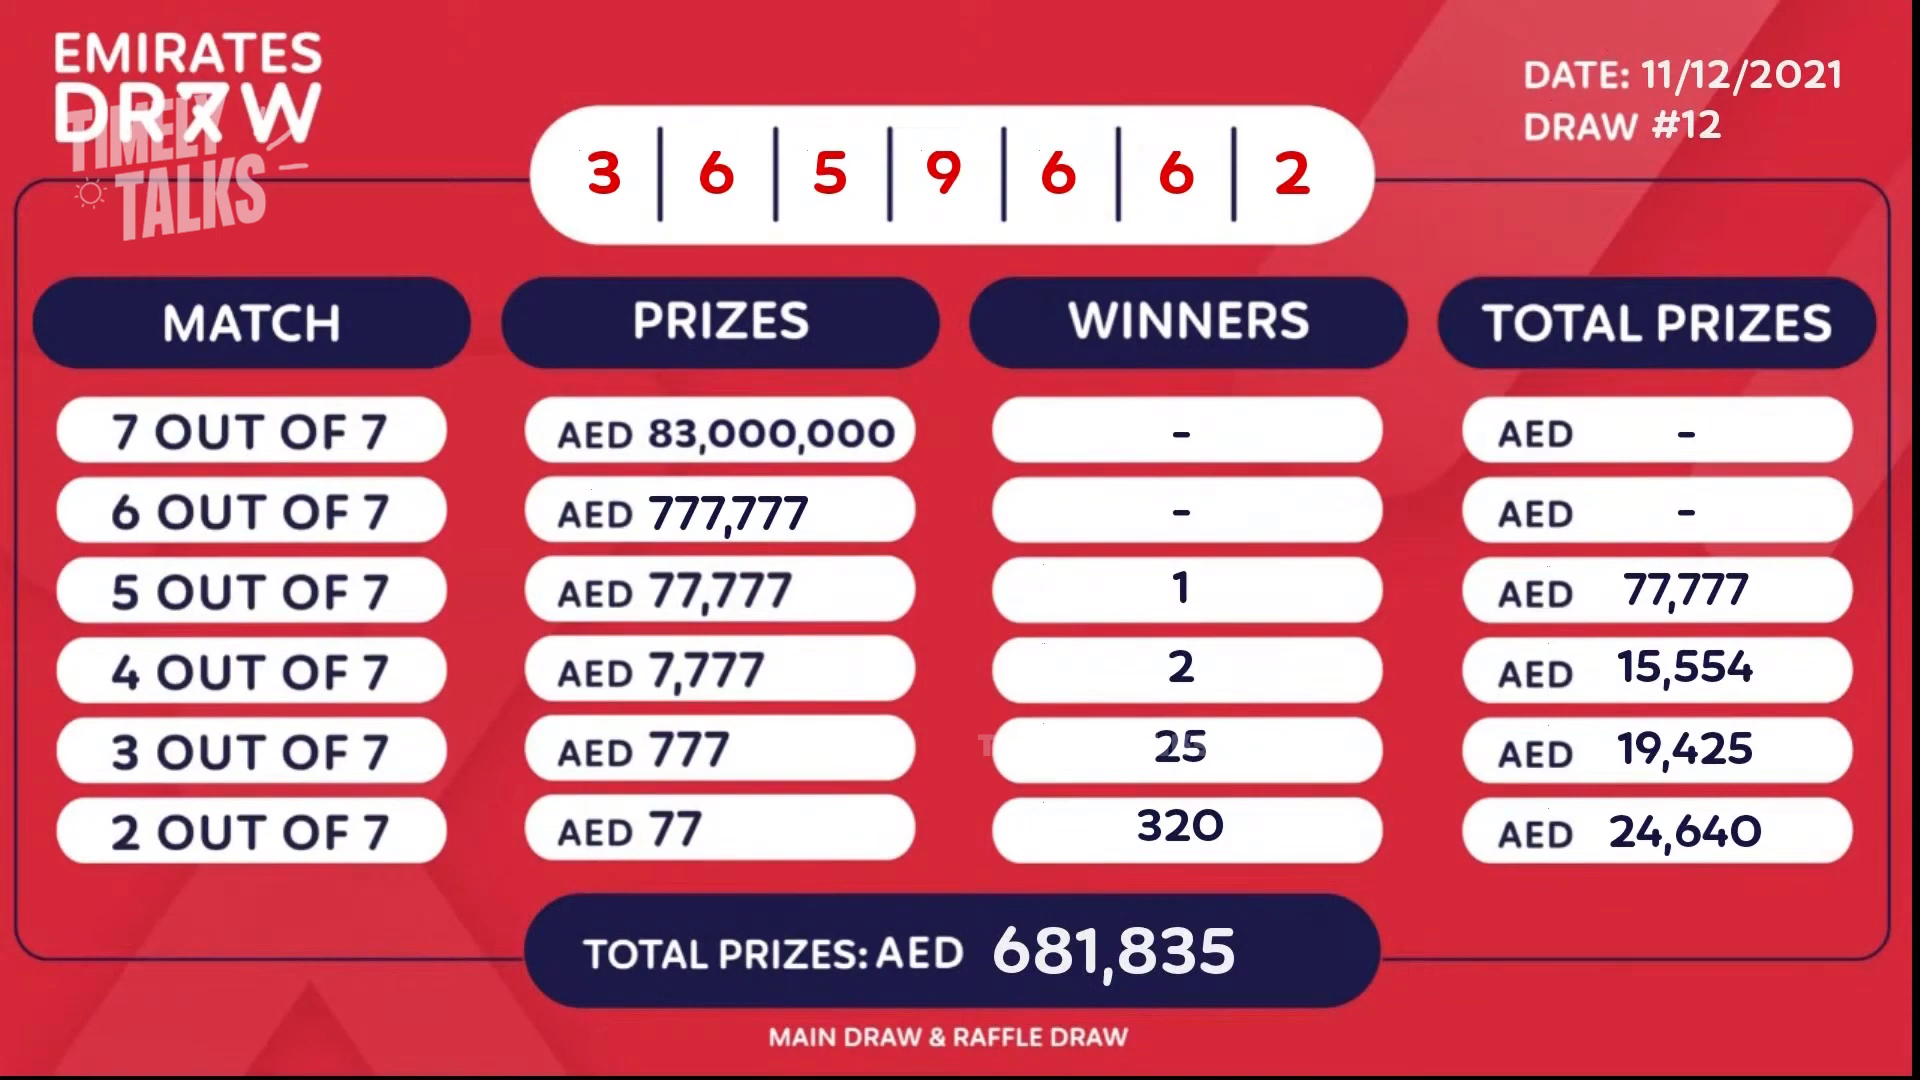 EMIRATES
DRAW
TIMELY
TALKS
DATE: 11/12/2021
DRAW #12
3 6 5 9 6 6 2
MATCH PRIZES WINNERS TOTAL PRIZES
7 OUT OF 7 AED 83,000,000 - AED -
6 OUT OF 7 AED 777,777 - AED -
5 OUT OF 7 AED 77,777 1 AED 77,777
4 OUT OF 7 AED 7,777 2 AED 15,554
3 OUT OF 7 AED 777 25 AED 19,425
2 OUT OF 7 AED 77 320 AED 24,640
TOTAL PRIZES: AED 681,835
MAIN DRAW & RAFFLE DRAW